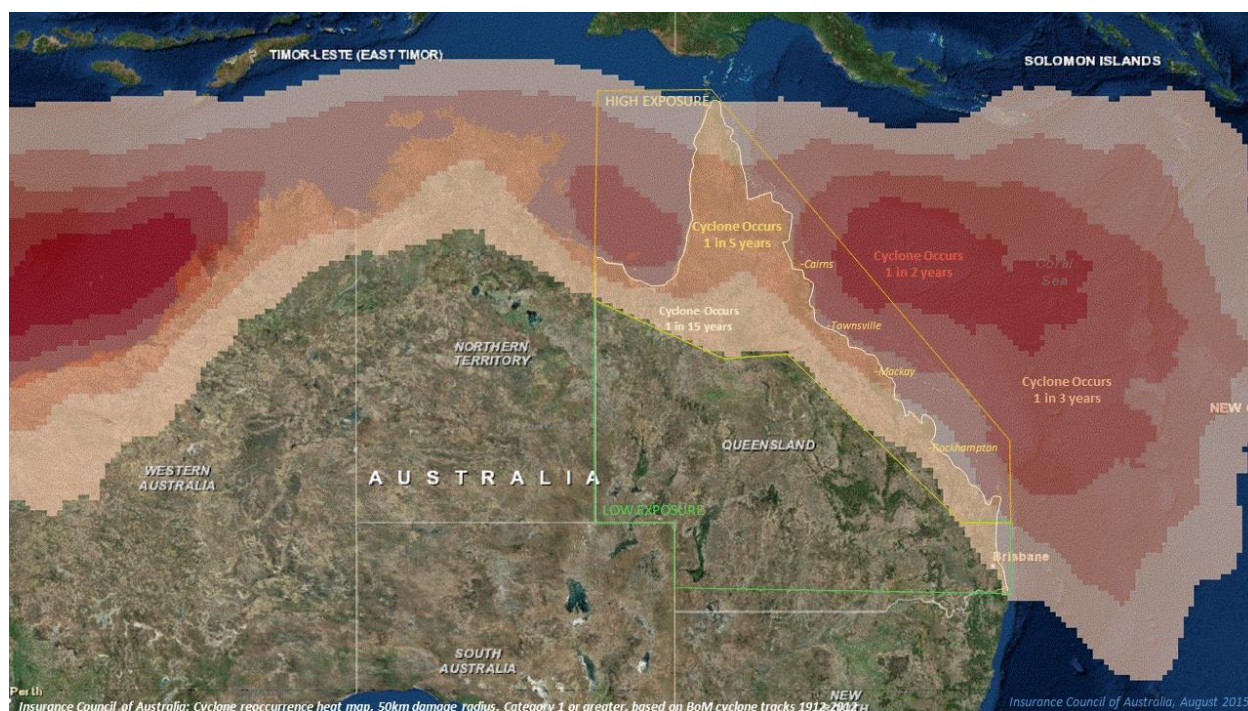 TIMOR-LESTE (EAST TIMOR)
SOLOMON ISLANDS
HIGH EXPOSURE
Cyclone Occurs
1 in 5 years
Cyclone Occurs
1 in 2 years
Coral
Sea
-Cairns
Cyclone Occurs
1 in 15 years
-Townsville
NORTHERN
TERRITORY
-Mackay
Cyclone Occurs
1 in 3 years
NEW
QUEENSLAND
-Rockhampton
WESTERN
AUSTRALIA
AUSTRALIA
LOW EXPOSURE
Brisbane
SOUTH
AUSTRALIA
Perth
NEW
Insurance Council of Australia: Cyclone reoccurrence heat map, 50km damage radius, Category 1 or greater, based on BoM cyclone tracks 1912-2012
Insurance Council of Australia, August 2015